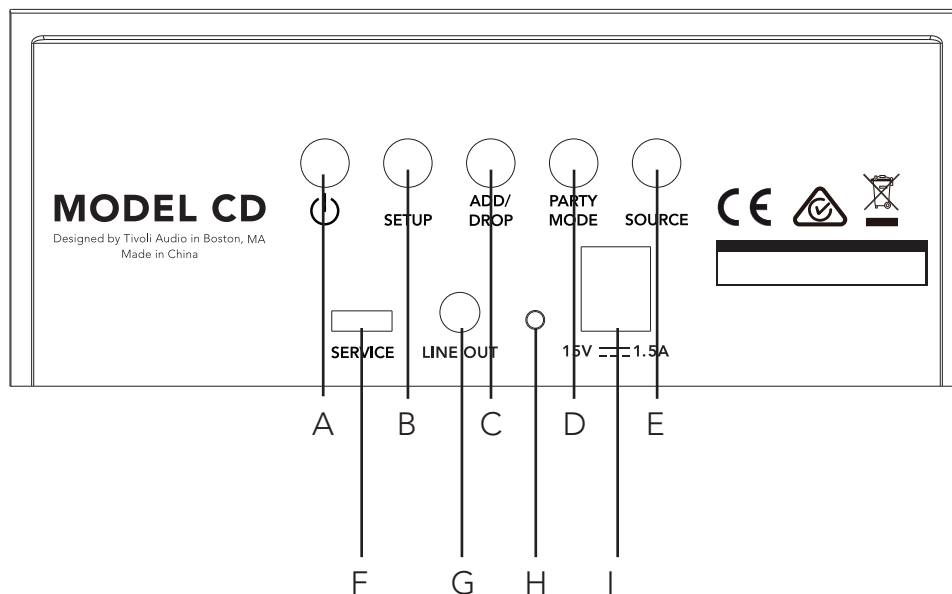 MODEL CD
Designed by Tivoli Audio in Boston, MA
Made in China
SETUP
ADD/
DROP
PARTY
MODE
SOURCE
CE
SERVICE
LINE OUT
15V 1.5A
A
B
C
D
E
F
G
H
I